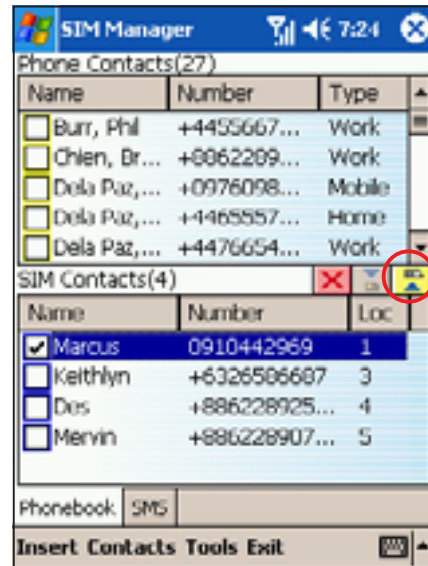 SIM Manager 7:24
Phone Contacts(27)
Name Number Type
Burr, Phil +4455667... Work
Chien, Br... +8862289... Work
Dela Paz,... +0976098... Mobile
Dela Paz,... +4465557... Home
Dela Paz,... +4476654... Work
SIM Contacts(4)
Name Number Loc
Marcus 0910442969 1
Keithlyn +6326506607 3
Des +886228925... 4
Mervin +886228907... 5
Phonebook SMS
Insert Contacts Tools Exit